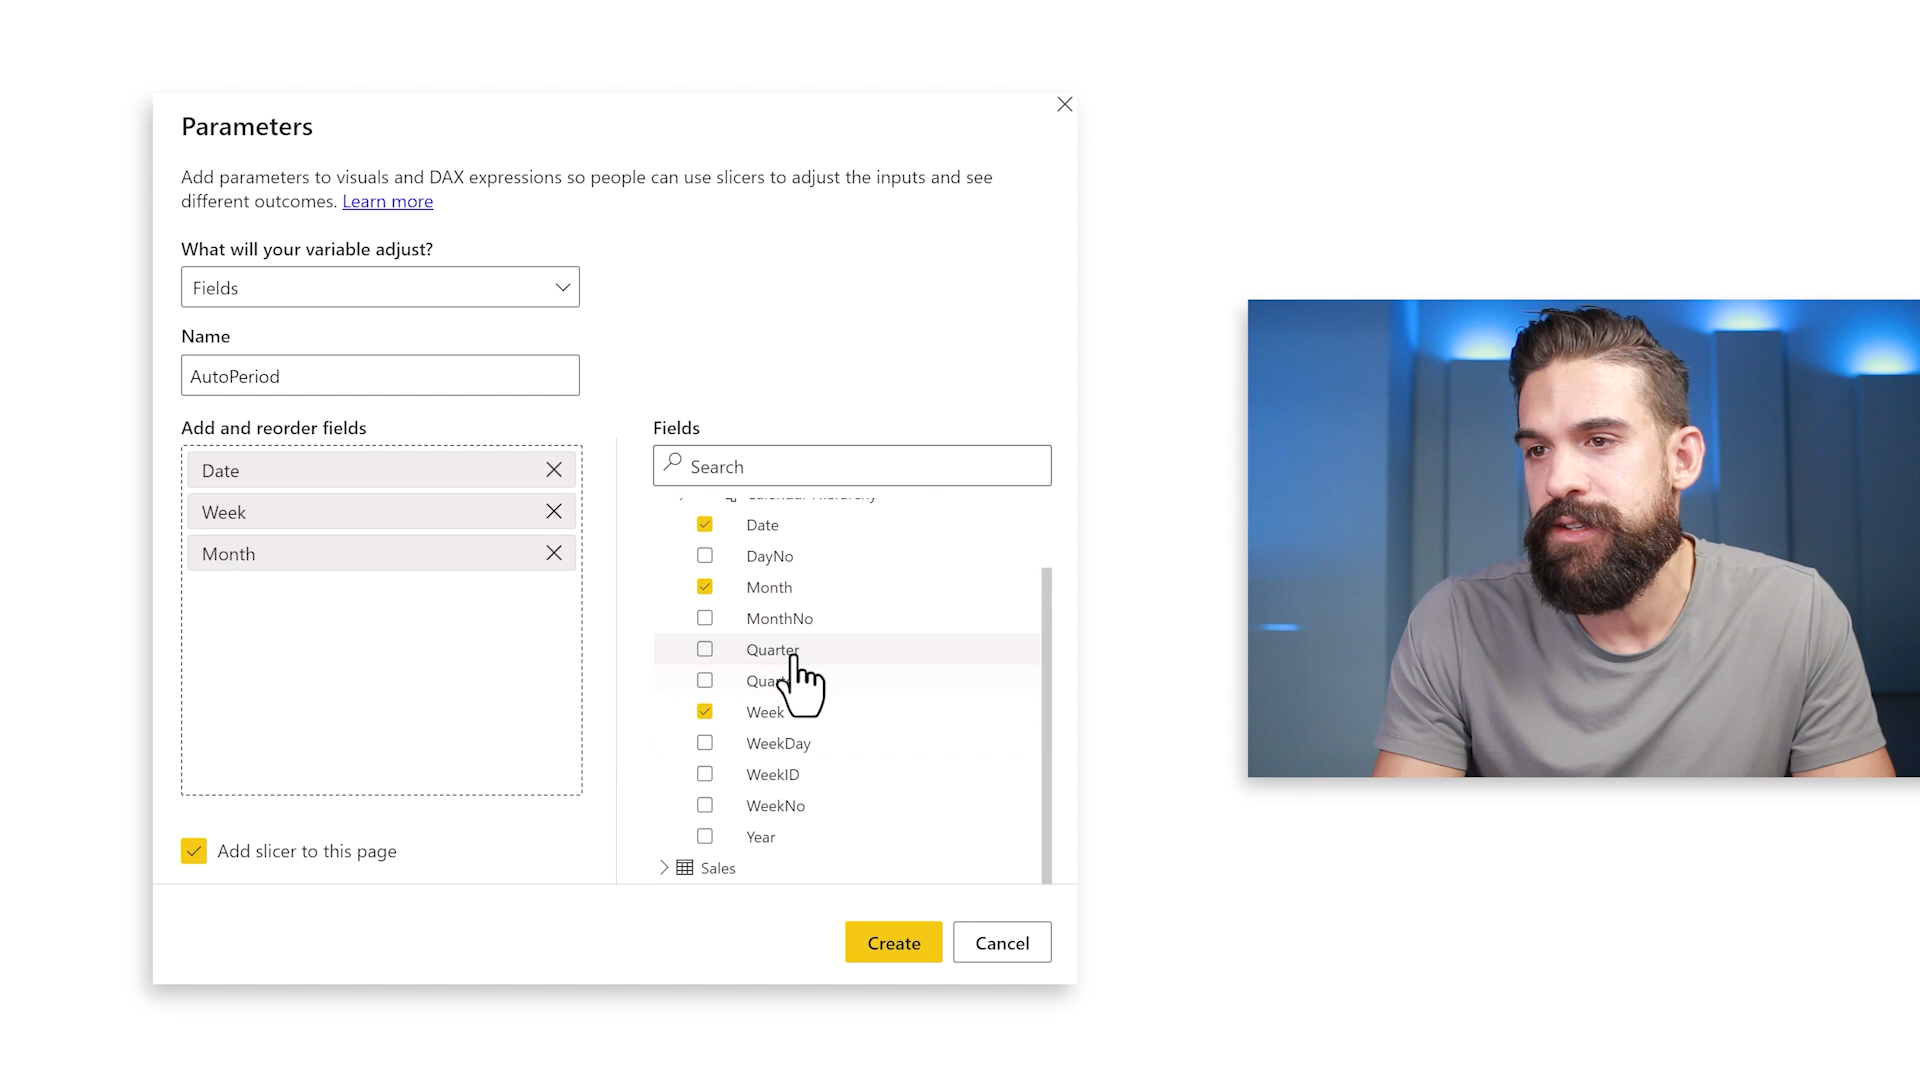 Parameters
Add parameters to visuals and DAX expressions so people can use slicers to adjust the inputs and see
different outcomes. Learn more
What will your variable adjust?
Fields
Name
AutoPeriod
Add and reorder fields
Date
Week
Month
Add slicer to this page
Fields
Search
Calendar Hierarchy
Date
DayNo
Month
MonthNo
Quarter
Week
WeekDay
WeekID
WeekNo
Year
Sales
Create
Cancel